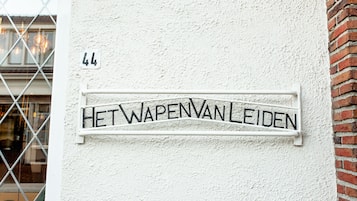 44
HET WAPEN VAN LEIDEN